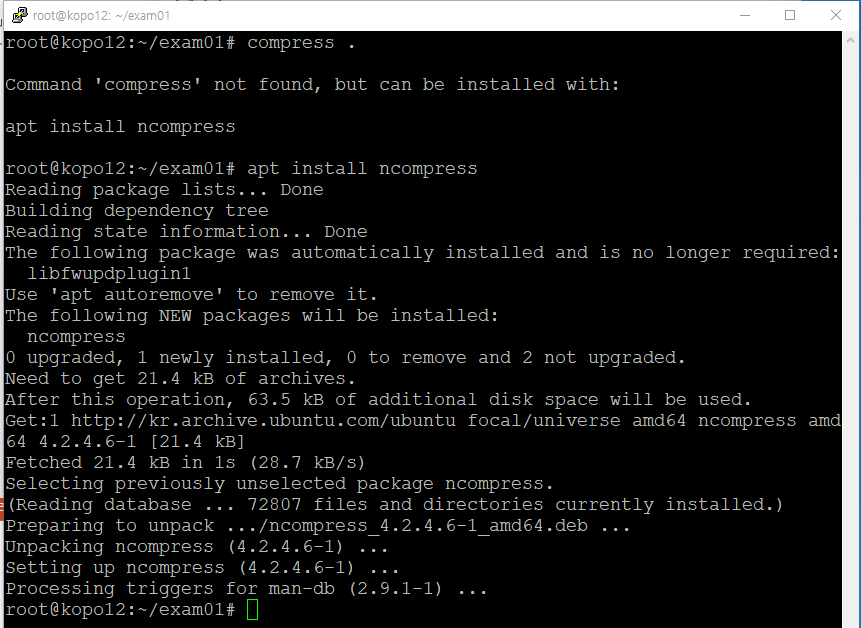 root@kopo12: ~/exam01
root@kopo12:~/exam01# compress .
Command 'compress' not found, but can be installed with:
apt install ncompress
root@kopo12:~/exam01# apt install ncompress
Reading package lists... Done
Building dependency tree
Reading state information... Done
The following package was automatically installed and is no longer required:
  libfwupdplugin1
Use 'apt autoremove' to remove it.
The following NEW packages will be installed:
  ncompress
0 upgraded, 1 newly installed, 0 to remove and 2 not upgraded.
Need to get 21.4 kB of archives.
After this operation, 63.5 kB of additional disk space will be used.
Get:1 http://kr.archive.ubuntu.com/ubuntu focal/universe amd64 ncompress amd
64 4.2.4.6-1 [21.4 kB]
Fetched 21.4 kB in 1s (28.7 kB/s)
Selecting previously unselected package ncompress.
(Reading database ... 72807 files and directories currently installed.)
Preparing to unpack .../ncompress_4.2.4.6-1_amd64.deb ...
Unpacking ncompress (4.2.4.6-1) ...
Setting up ncompress (4.2.4.6-1) ...
Processing triggers for man-db (2.9.1-1) ...
root@kopo12:~/exam01#